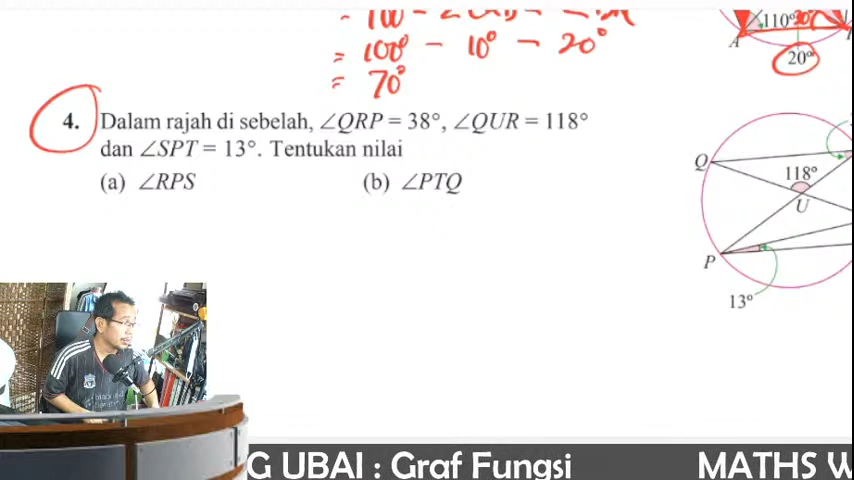 = 100° - 10° - 20°
= 70°
A
110°
30°
20°
4. Dalam rajah di sebelah, ∠QRP = 38°, ∠QUR = 118°
dan ∠SPT = 13°. Tentukan nilai
(a) ∠RPS (b) ∠PTQ
Q
118°
U
P
13°
G UBAI : Graf Fungsi MATHS W